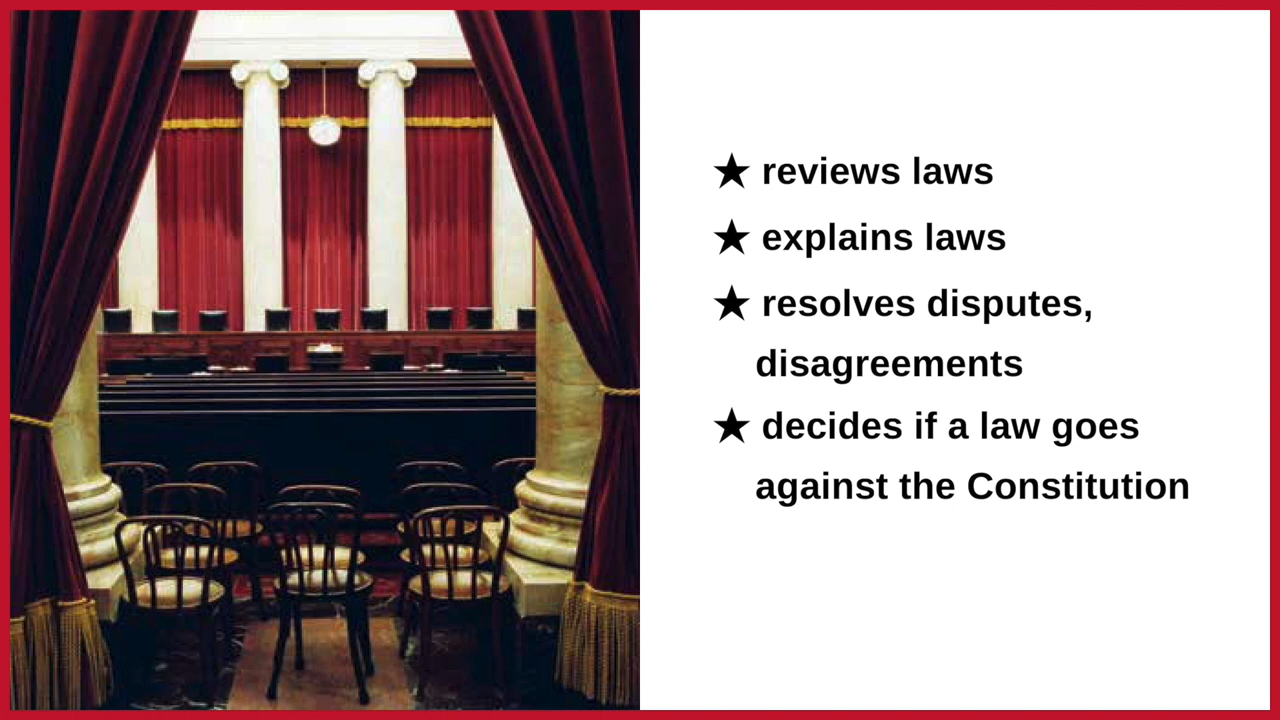 ★ reviews laws
★ explains laws
★ resolves disputes,
disagreements
★ decides if a law goes
against the Constitution